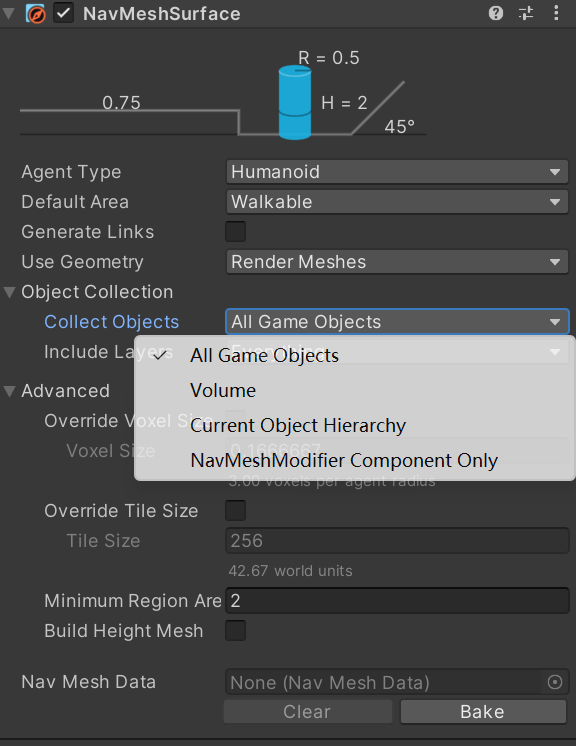 NavMeshSurface
R = 0.5
0.75
H = 2
45°
Agent Type Humanoid
Default Area Walkable
Generate Links
Use Geometry Render Meshes
Object Collection
Collect Objects All Game Objects
Include Layers Everything
All Game Objects
Advanced
Volume
Override Voxel Size
Current Object Hierarchy
Voxel Size 0.1666667
NavMeshModifier Component Only
3.00 voxels per agent radius
Override Tile Size
Tile Size 256
42.67 world units
Minimum Region Are 2
Build Height Mesh
Nav Mesh Data None (Nav Mesh Data)
Clear Bake